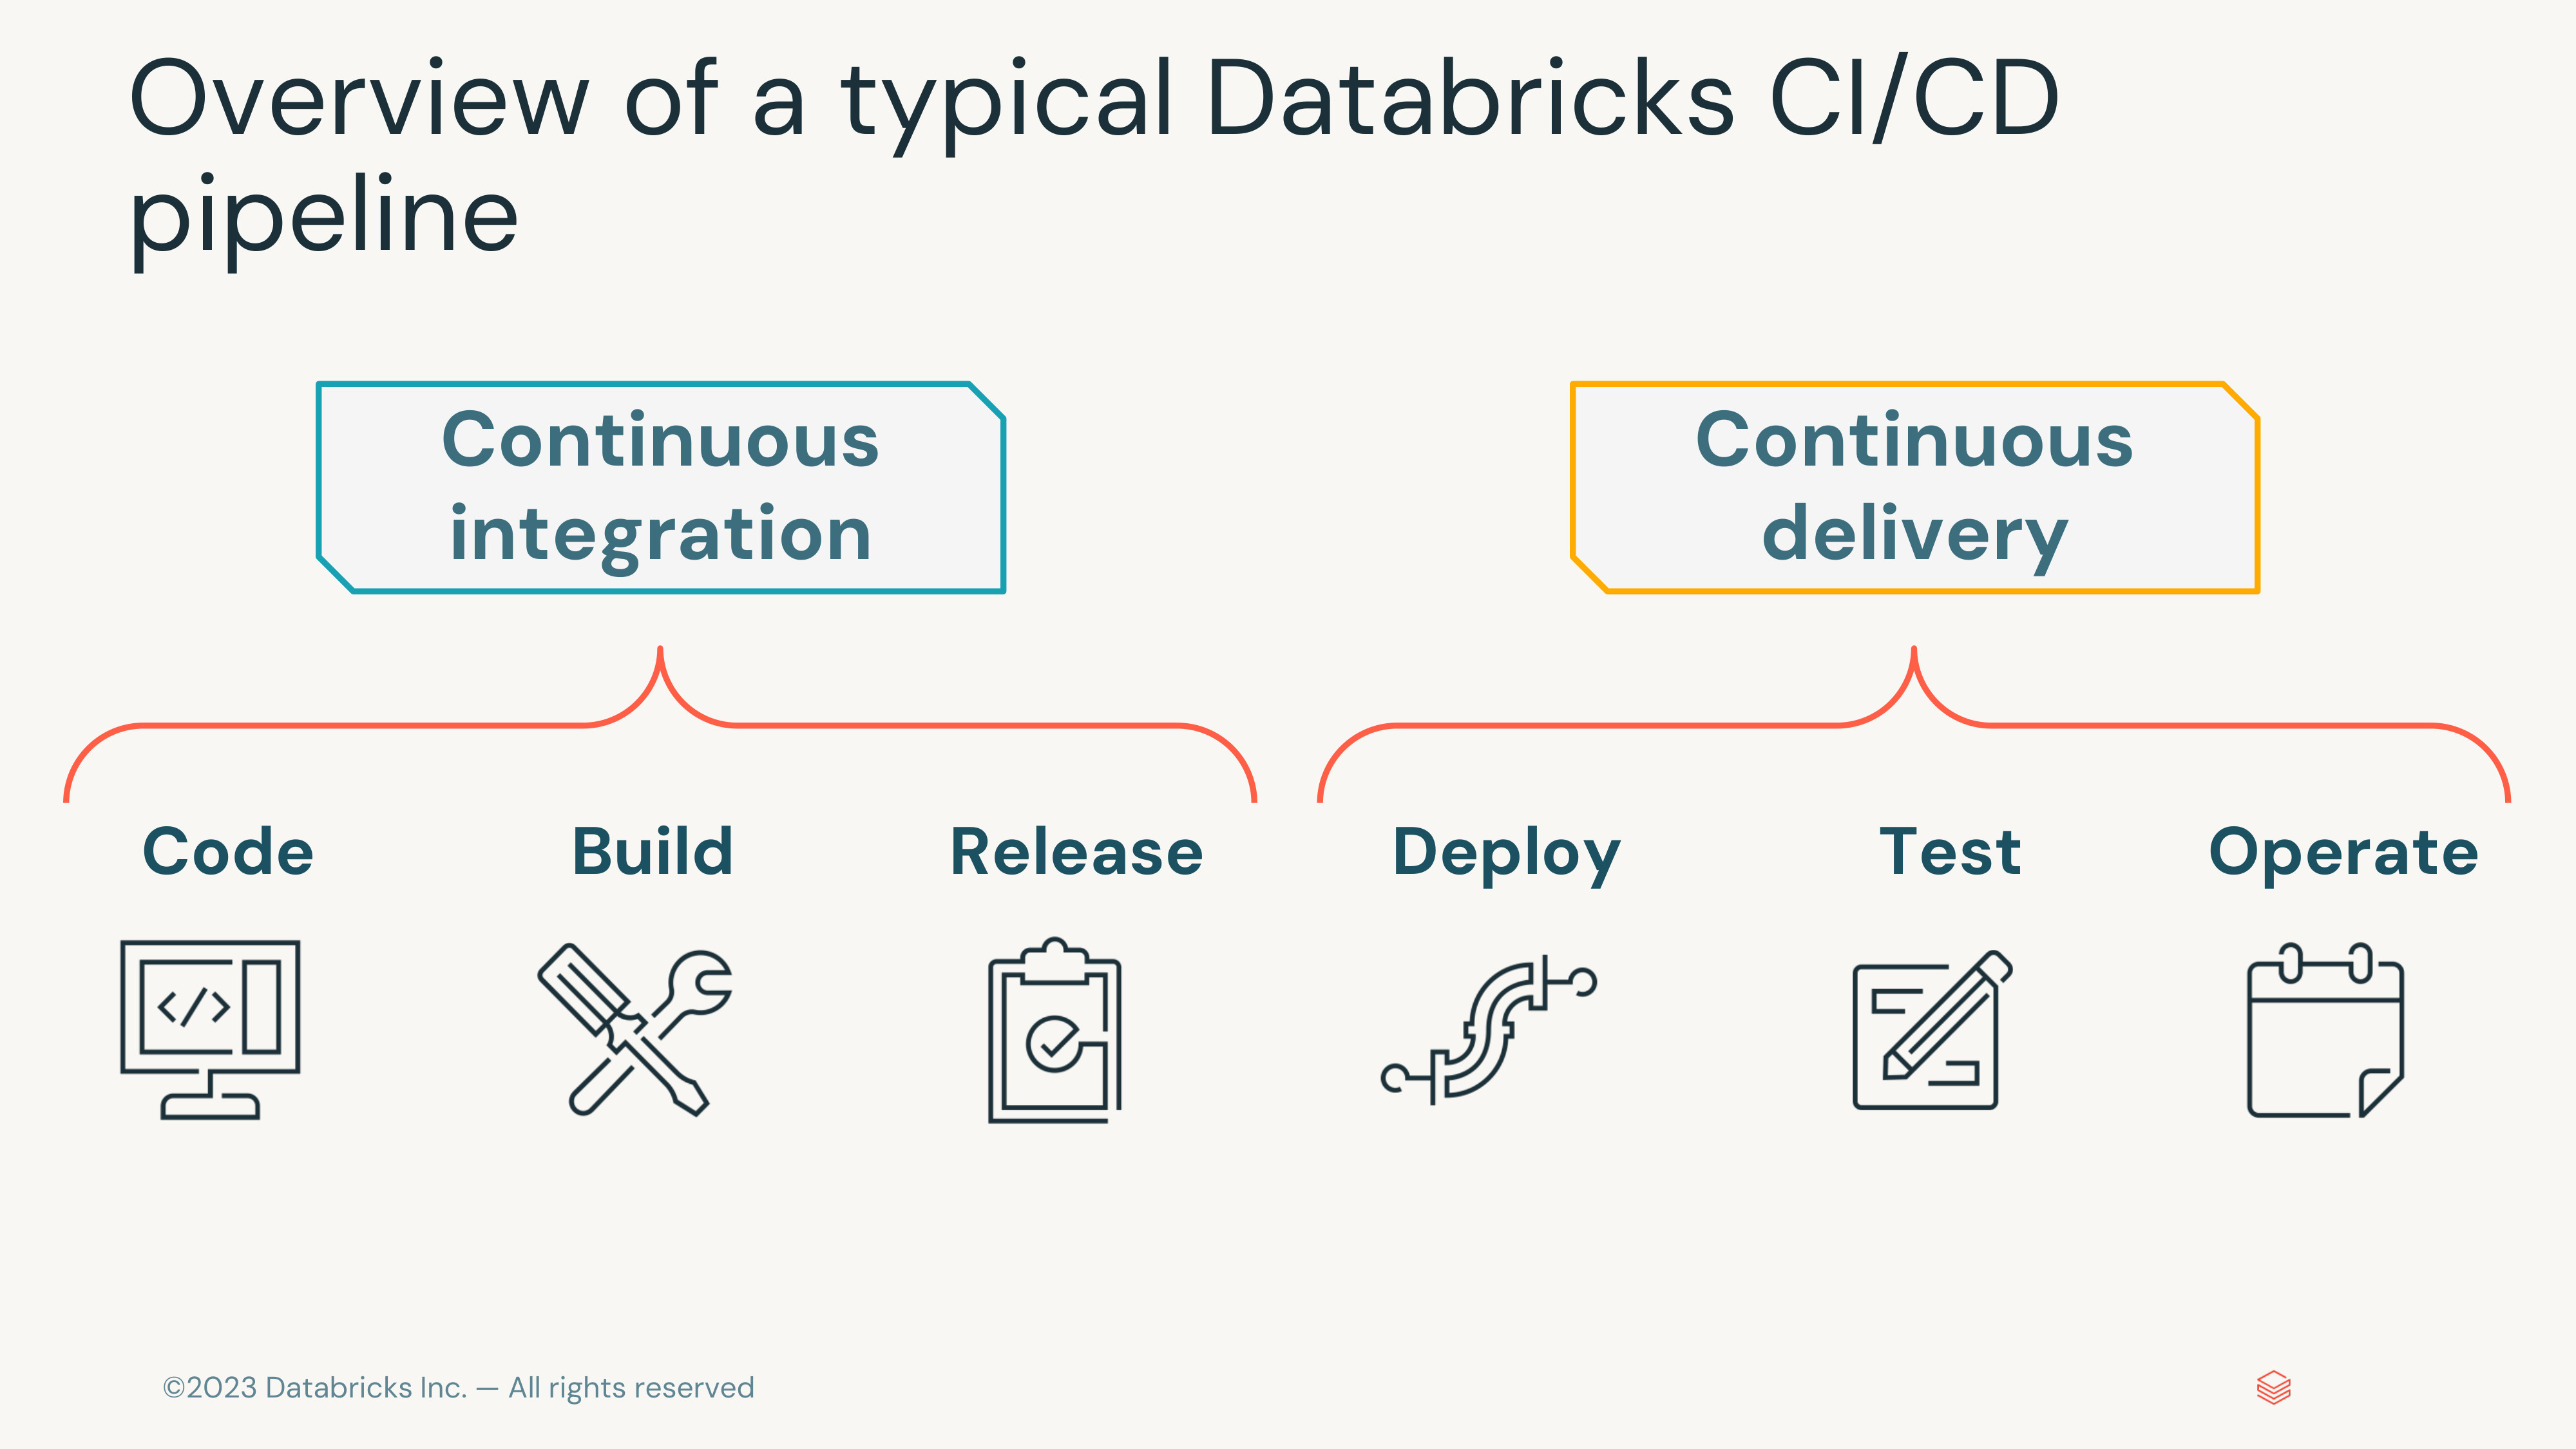 Overview of a typical Databricks CI/CD
pipeline
Continuous
integration
Continuous
delivery
Code
Build
Release
Deploy
Test
Operate
</>
©2023 Databricks Inc. — All rights reserved